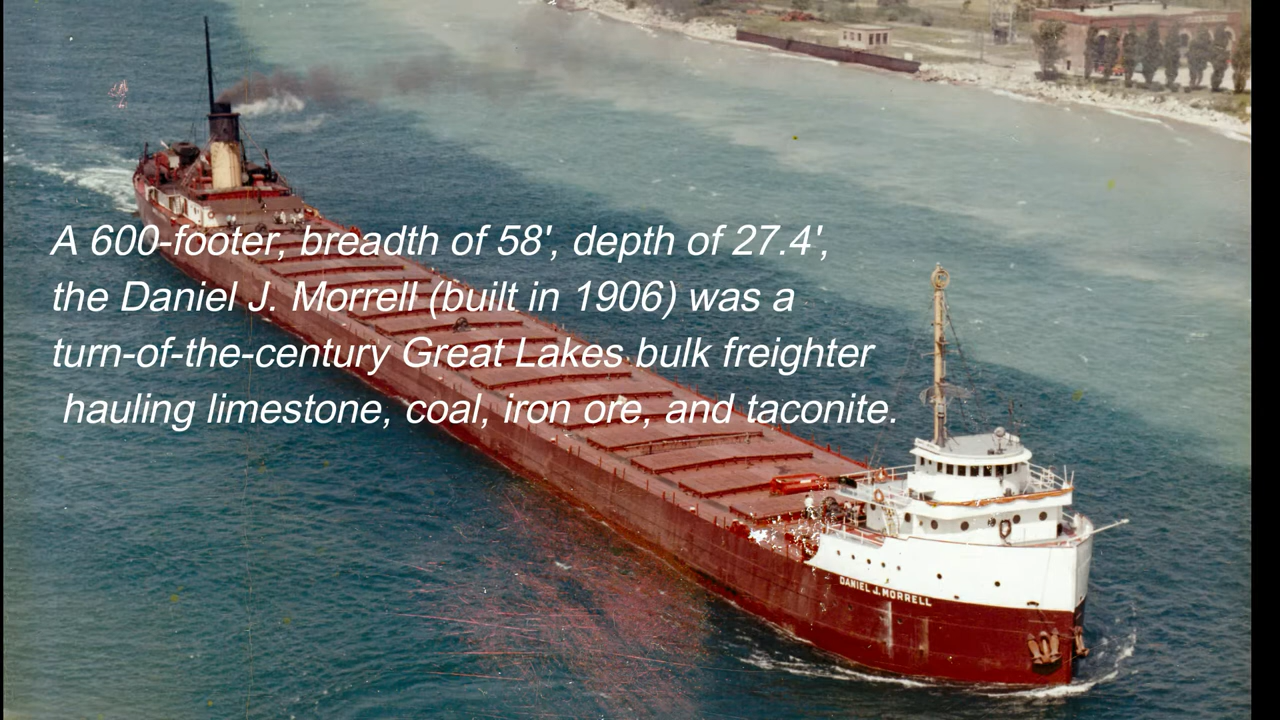 A 600-footer, breadth of 58', depth of 27.4',
the Daniel J. Morrell (built in 1906) was a
turn-of-the-century Great Lakes bulk freighter
hauling limestone, coal, iron ore, and taconite.
DANIEL J. MORRELL